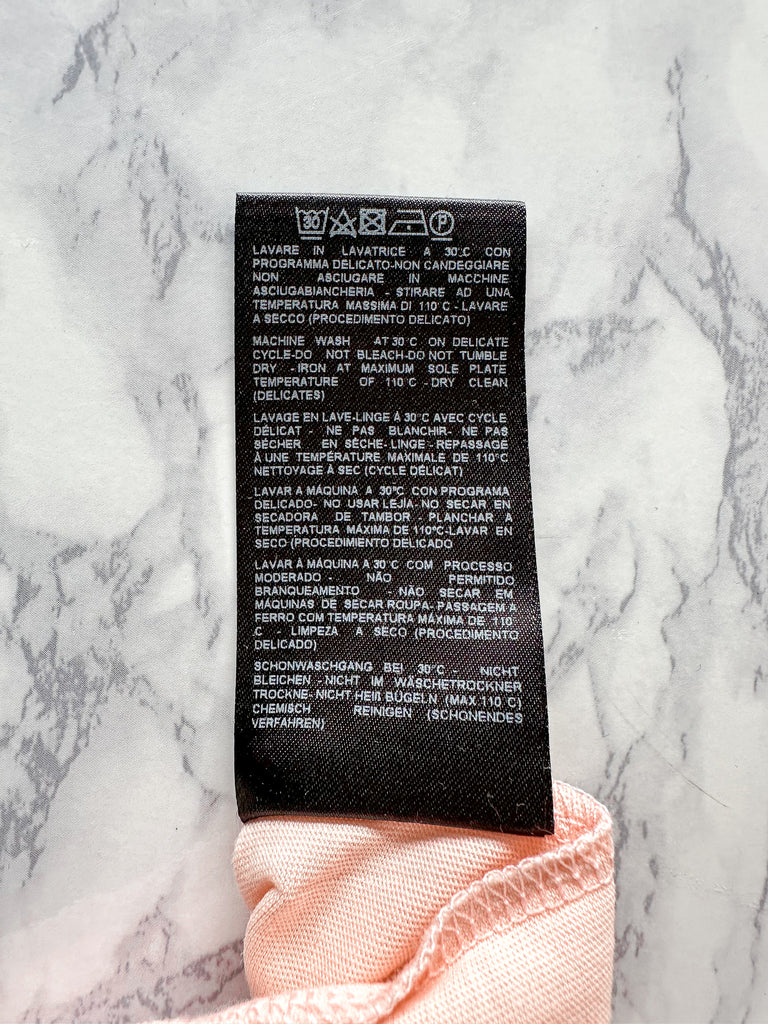 30 P
LAVARE IN LAVATRICE A 30°C CON
PROGRAMMA DELICATO-NON CANDEGGIARE
NON ASCIUGARE IN MACCHINE
ASCIUGABIANCHERIA - STIRARE AD UNA
TEMPERATURA MASSIMA DI 110°C - LAVARE
A SECCO (PROCEDIMENTO DELICATO)
MACHINE WASH AT 30°C ON DELICATE
CYCLE-DO NOT BLEACH-DO NOT TUMBLE
DRY - IRON AT MAXIMUM SOLE PLATE
TEMPERATURE OF 110°C - DRY CLEAN
(DELICATES)
LAVAGE EN LAVE-LINGE À 30°C AVEC CYCLE
DÉLICAT - NE PAS BLANCHIR- NE PAS
SÉCHER EN SÈCHE-LINGE - REPASSAGE
À UNE TEMPÉRATURE MAXIMALE DE 110°C
NETTOYAGE À SEC (CYCLE DÉLICAT)
LAVAR A MÁQUINA A 30°C CON PROGRAMA
DELICADO- NO USAR LEJÍA- NO SECAR EN
SECADORA DE TAMBOR - PLANCHAR A
TEMPERATURA MÁXIMA DE 110°C-LAVAR EN
SECO (PROCEDIMIENTO DELICADO
LAVAR À MÁQUINA A 30°C COM PROCESSO
MODERADO - NÃO PERMITIDO
BRANQUEAMENTO - NÃO SECAR EM
MÁQUINAS DE SECAR ROUPA- PASSAGEM A
FERRO COM TEMPERATURA MÁXIMA DE 110°
C - LIMPEZA A SECO (PROCEDIMENTO
DELICADO)
SCHONWASCHGANG BEI 30°C - NICHT
BLEICHEN - NICHT IM WÄSCHETROCKNER
TROCKNE- NICHT HEIß BÜGELN (MAX 110°C)
CHEMISCH REINIGEN (SCHONENDES
VERFAHREN)